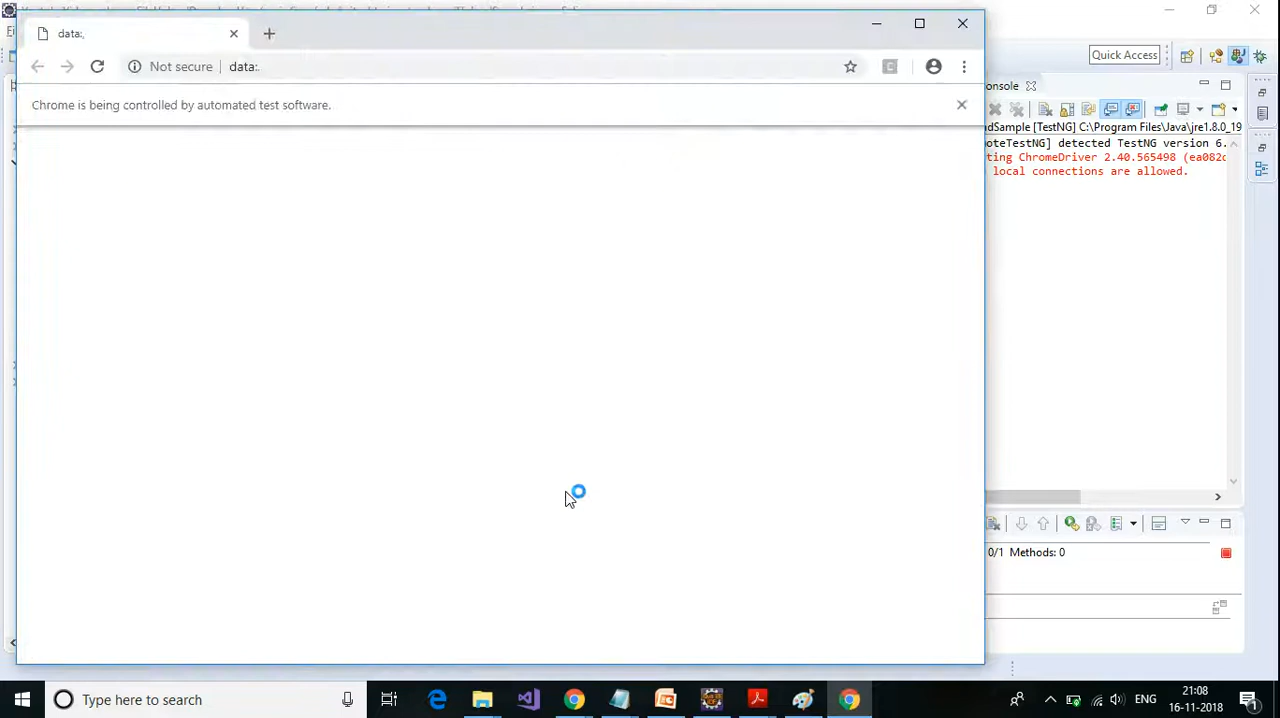 data:,
Not secure
data:,
Chrome is being controlled by automated test software.
Quick Access
onsole
[TestNG] C:\Program Files\Java\jre1.8.0_19
detected TestNG version 6.
ting ChromeDriver 2.40.565498 (ea082c
local connections are allowed.
0/1 Methods: 0
Type here to search
ENG
21:08
16-11-2018
1